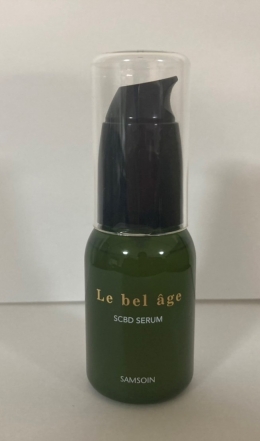 Le bel âge
SCBD SERUM
SAMSOIN